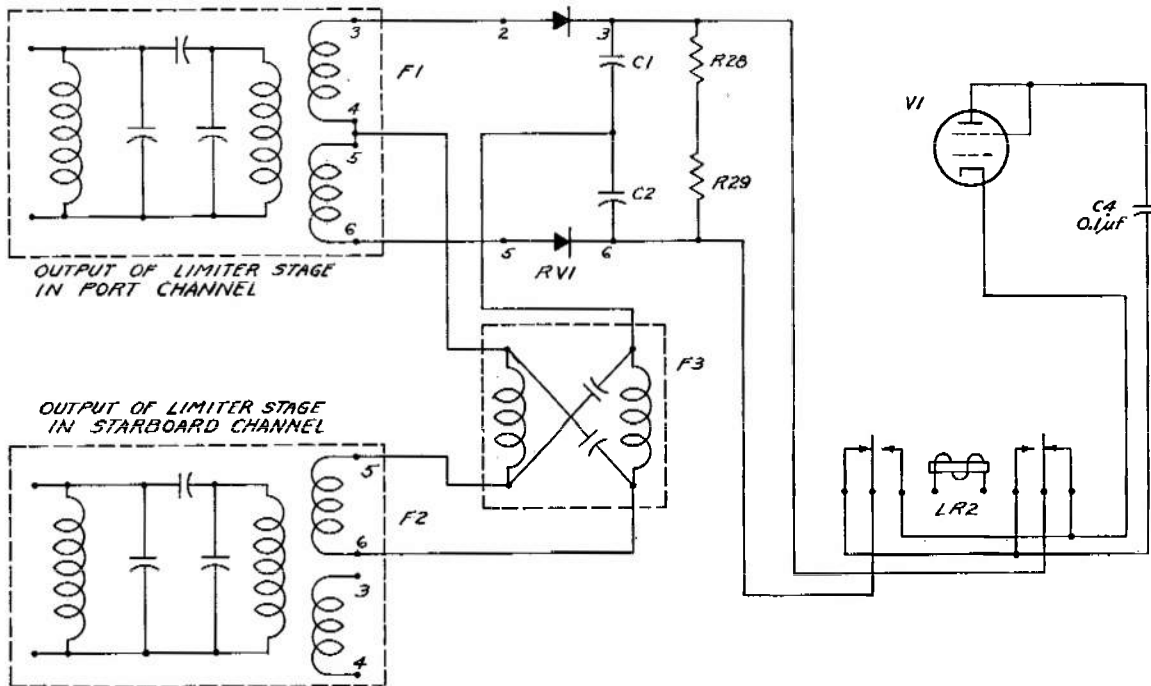 3
2
3
C1
R28
F1
V1
4
5
C2
R29
C4
0.1μf
6
5
6
RV1
OUTPUT OF LIMITER STAGE
IN PORT CHANNEL
F3
OUTPUT OF LIMITER STAGE
IN STARBOARD CHANNEL
5
F2
LR2
6
3
4